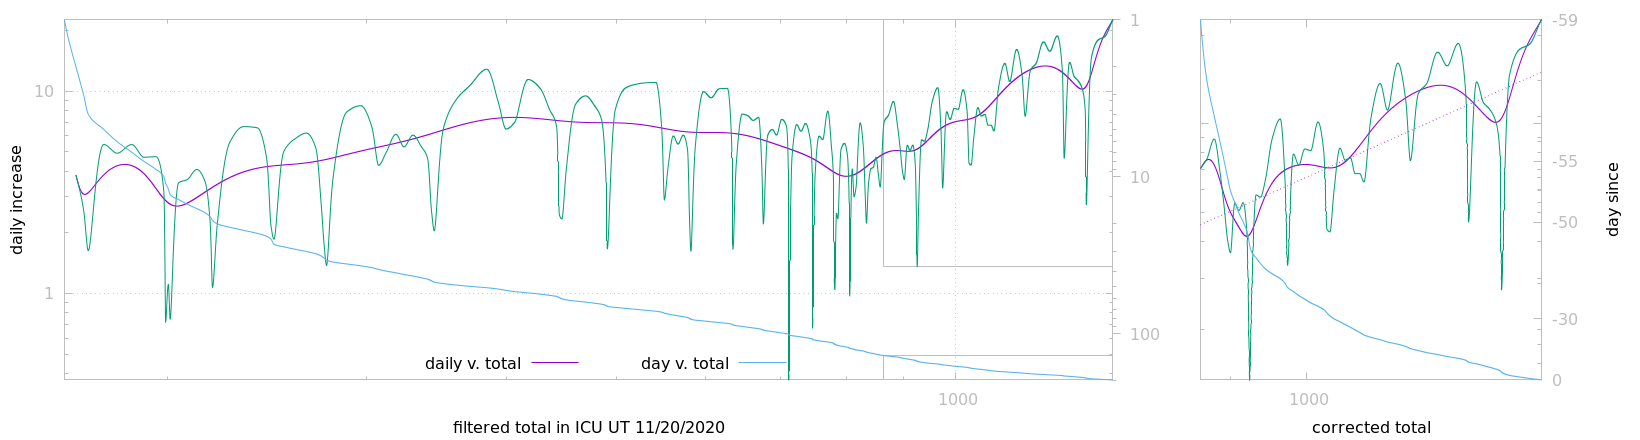 1
-59
10
daily increase
-55
10
day since
-50
1
-30
100
daily v. total
day v. total
0
1000
1000
filtered total in ICU UT 11/20/2020
corrected total